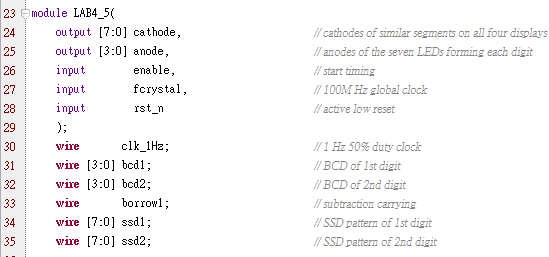 23 module LAB4_5(
24 output [7:0] cathode, // cathodes of similar segments on all four displays
25 output [3:0] anode, // anodes of the seven LEDs forming each digit
26 input enable, // start timing
27 input fcrystal, // 100M Hz global clock
28 input rst_n // active low reset
29 );
30 wire clk_1Hz; // 1 Hz 50% duty clock
31 wire [3:0] bcd1; // BCD of 1st digit
32 wire [3:0] bcd2; // BCD of 2nd digit
33 wire borrow1; // subtraction carrying
34 wire [7:0] ssd1; // SSD pattern of 1st digit
35 wire [7:0] ssd2; // SSD pattern of 2nd digit